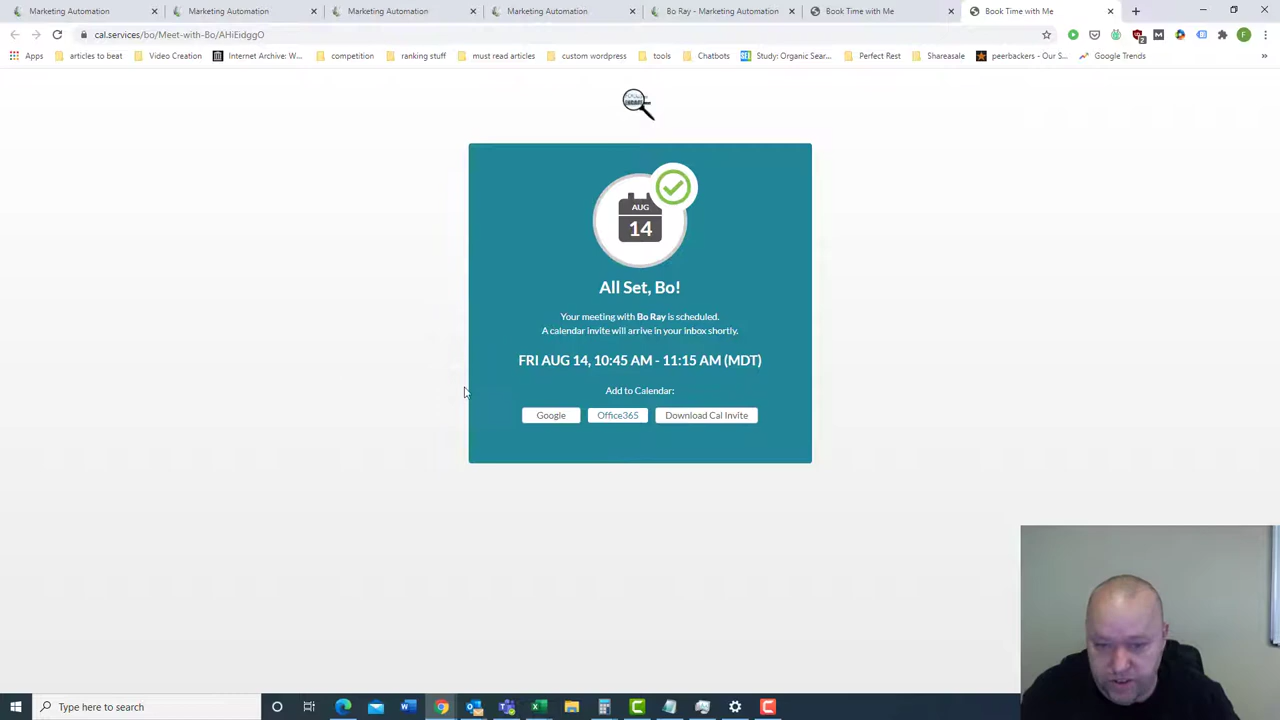 Marketing Automation
Marketing Automation
Marketing Automation
Marketing Automation
Bo Ray - Marketing Automation
Book Time with Me
Book Time with Me
cal.services/bo/Meet-with-Bo/AHiEidggO
2
M
F
Apps
articles to beat
Video Creation
Internet Archive: W...
competition
ranking stuff
must read articles
custom wordpress
tools
Chatbots
Study: Organic Sear...
Perfect Rest
Shareasale
peerbackers - Our S...
Google Trends
»
AUG
14
All Set, Bo!
Your meeting with Bo Ray is scheduled.
A calendar invite will arrive in your inbox shortly.
FRI AUG 14, 10:45 AM - 11:15 AM (MDT)
Add to Calendar:
Google
Office365
Download Cal Invite
Type here to search